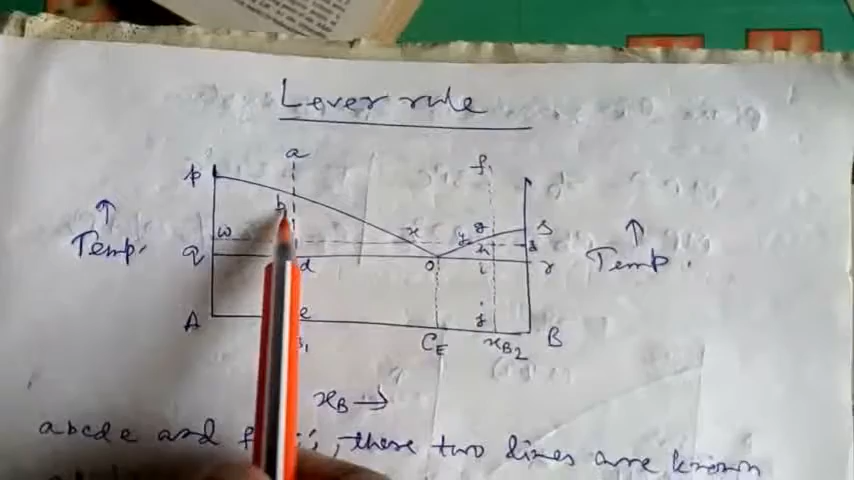 Lever rule
a
f
p
b
w
x
y
g
s
h
z
Temp.
Temp.
q
d
o
i
r
A
e
j
B
C_E
x_B2
x_B →
abcde and f , these two lines are known